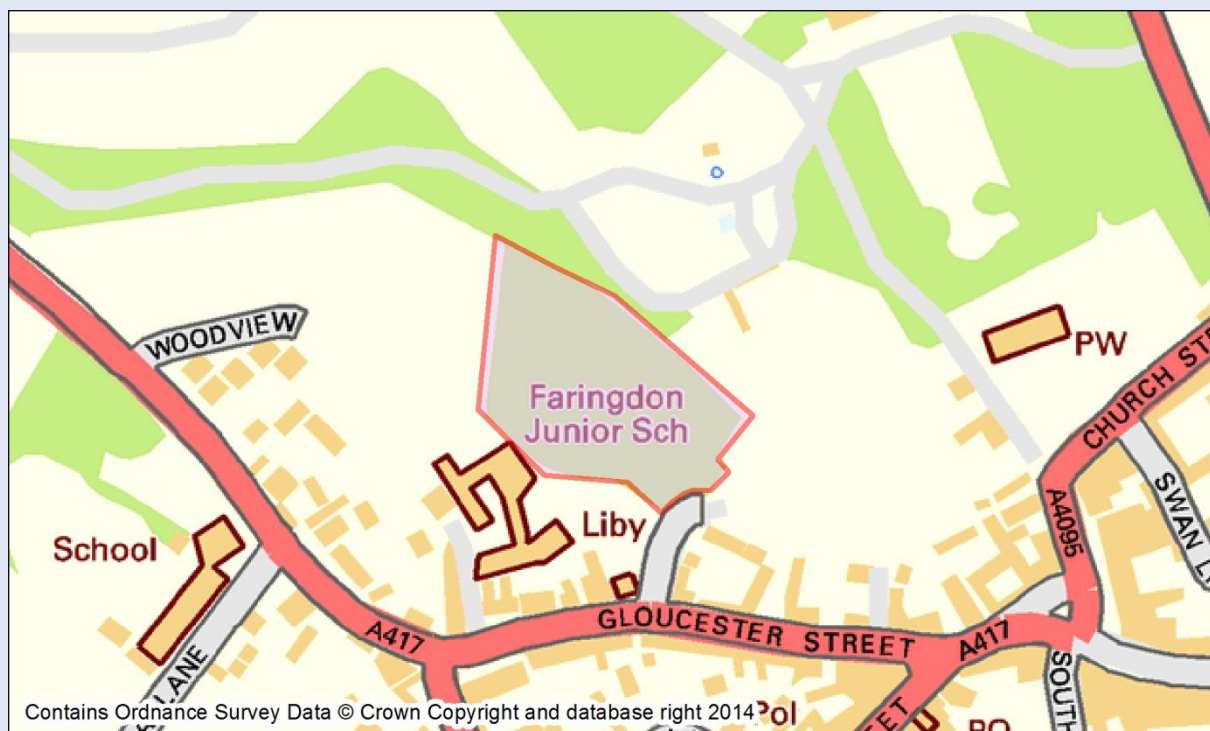 WOODVIEW
Faringdon
Junior Sch
PW
CHURCH
SWAN
A4095
School
Liby
GLOUCESTER STREET
A417
A417
LANE
SOUTH
Pol
PO
Contains Ordnance Survey Data © Crown Copyright and database right 2014